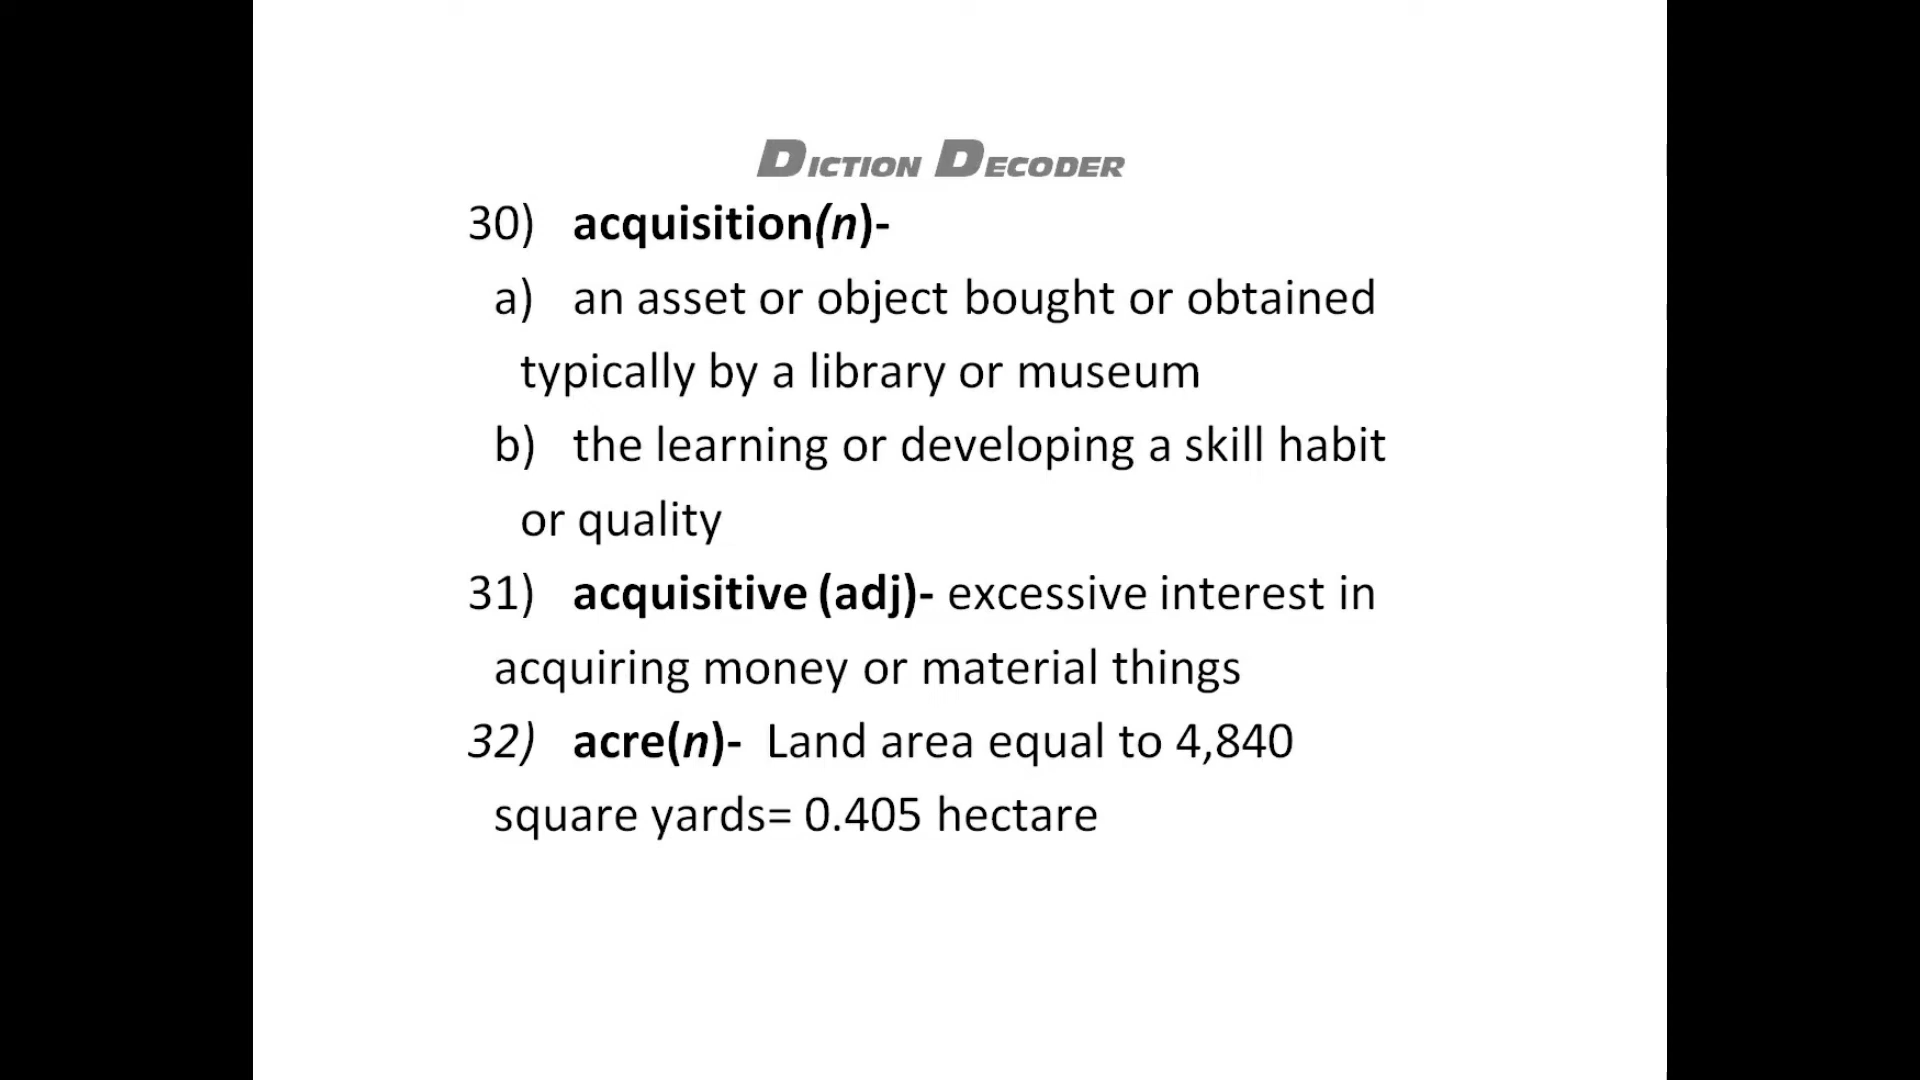 DICTION DECODER
30) acquisition(n)-
a) an asset or object bought or obtained
typically by a library or museum
b) the learning or developing a skill habit
or quality
31) acquisitive (adj)- excessive interest in
acquiring money or material things
32) acre(n)- Land area equal to 4,840
square yards= 0.405 hectare